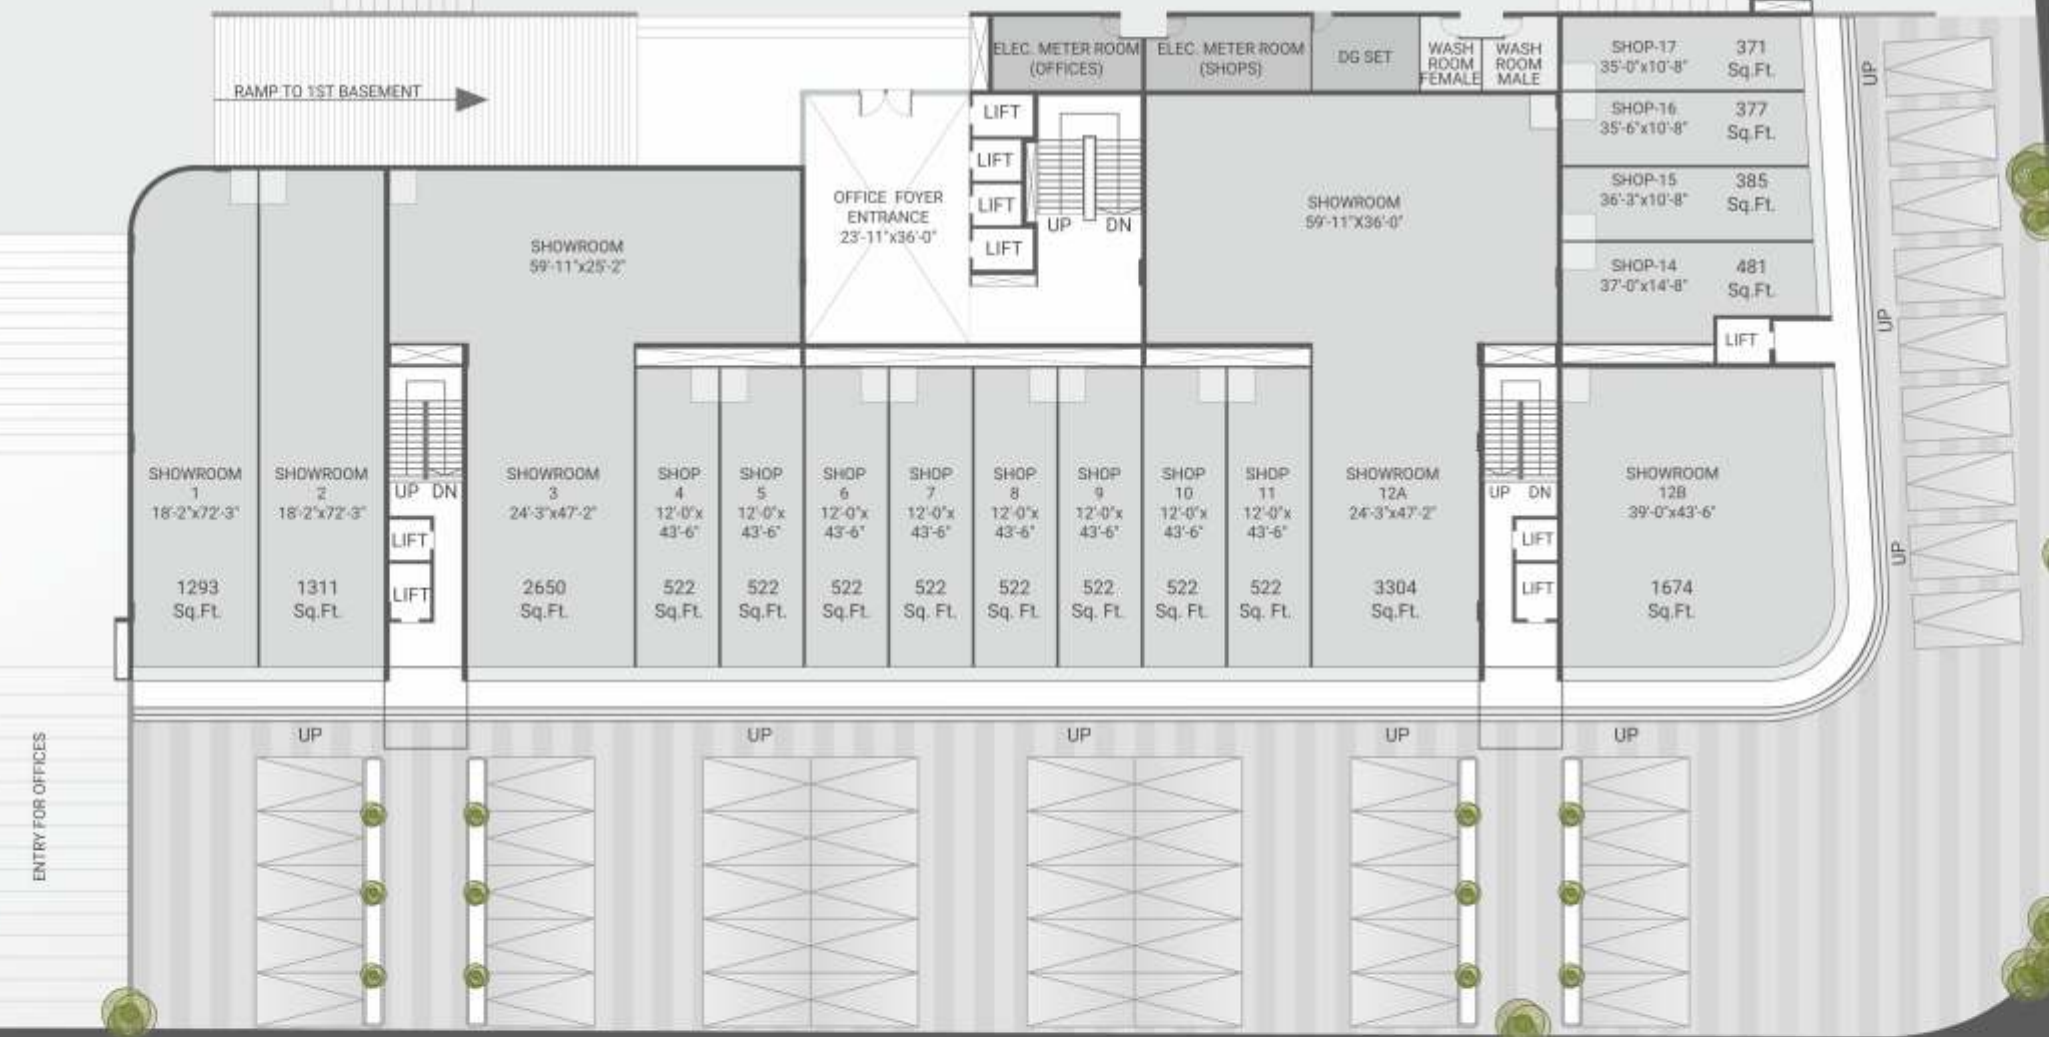 ELEC. METER ROOM
(OFFICES)
ELEC. METER ROOM
(SHOPS)
DG SET
WASH
ROOM
FEMALE
WASH
ROOM
MALE
SHOP-17
35'-0"x10'-8"
371
Sq.Ft.
UP
RAMP TO 1ST BASEMENT
LIFT
SHOP-16
35'-6"x10'-8"
377
Sq.Ft.
LIFT
SHOP-15
36'-3"x10'-8"
385
Sq.Ft.
OFFICE FOYER
ENTRANCE
23'-11"x36'-0"
LIFT
UP
DN
LIFT
SHOWROOM
59'-11"X36'-0"
SHOWROOM
59'-11"x25'-2"
SHOP-14
37'-0"x14'-8"
481
Sq.Ft.
UP
LIFT
SHOWROOM
1
18'-2"x72'-3"
1293
Sq.Ft.
SHOWROOM
2
18'-2"x72'-3"
1311
Sq.Ft.
UP
DN
LIFT
LIFT
SHOWROOM
3
24'-3"x47'-2"
2650
Sq.Ft.
SHOP
4
12'-0"x
43'-6"
522
Sq.Ft.
SHOP
5
12'-0"x
43'-6"
522
Sq.Ft.
SHOP
6
12'-0"x
43'-6"
522
Sq.Ft.
SHOP
7
12'-0"x
43'-6"
522
Sq. Ft.
SHOP
8
12'-0"x
43'-6"
522
Sq. Ft.
SHOP
9
12'-0"x
43'-6"
522
Sq. Ft.
SHOP
10
12'-0"x
43'-6"
522
Sq. Ft.
SHOP
11
12'-0"x
43'-6"
522
Sq. Ft.
SHOWROOM
12A
24'-3"x47'-2"
3304
Sq.Ft.
UP
DN
LIFT
LIFT
SHOWROOM
12B
39'-0"x43'-6"
1674
Sq.Ft.
UP
UP
UP
UP
UP
UP
ENTRY FOR OFFICES